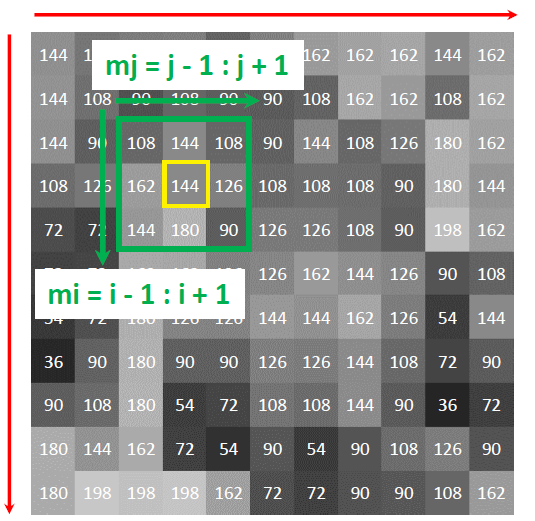 144 162 162 162 144 162
mj = j - 1 : j + 1
144 108 90 108 90 90 108 162 162 108 162
144 90 108 144 108 90 144 108 126 180 162
108 126 162 144 126 108 108 108 90 180 144
72 72 144 180 90 126 126 108 90 198 162
126 162 144 126 90 108
mi = i - 1 : i + 1
54 72 180 126 126 144 144 162 126 54 144
36 90 180 90 90 126 126 144 108 72 90
90 108 180 54 72 108 108 144 90 36 72
180 144 162 72 54 90 54 90 108 126 90
180 198 198 198 162 72 72 90 90 108 162